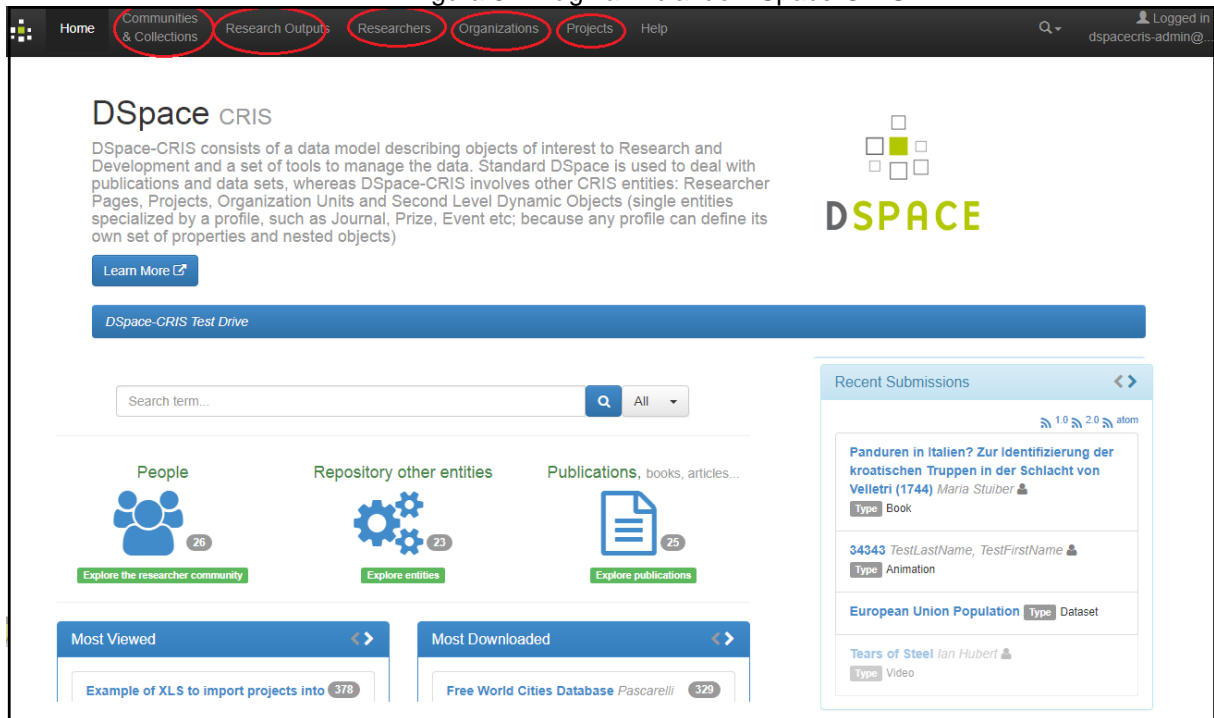 Home
Communities
& Collections
Research Outputs
Researchers
Organizations
Projects
Help
Logged in
dspacecris-admin@...
DSpace CRIS
DSpace-CRIS consists of a data model describing objects of interest to Research and
Development and a set of tools to manage the data. Standard DSpace is used to deal with
publications and data sets, whereas DSpace-CRIS involves other CRIS entities: Researcher
Pages, Projects, Organization Units and Second Level Dynamic Objects (single entities
specialized by a profile, such as Journal, Prize, Event etc; because any profile can define its
own set of properties and nested objects)
Learn More
DSPACE
DSpace-CRIS Test Drive
Search term...
All
People
26
Explore the researcher community
Repository other entities
23
Explore entities
Publications, books, articles...
25
Explore publications
Most Viewed
Example of XLS to import projects into 378
Most Downloaded
Free World Cities Database Pascarelli 329
Recent Submissions
1.0 2.0 atom
Panduren in Italien? Zur Identifizierung der
kroatischen Truppen in der Schlacht von
Velletri (1744) Maria Stuiber
Type Book
34343 TestLastName, TestFirstName
Type Animation
European Union Population Type Dataset
Tears of Steel Ian Hubert
Type Video